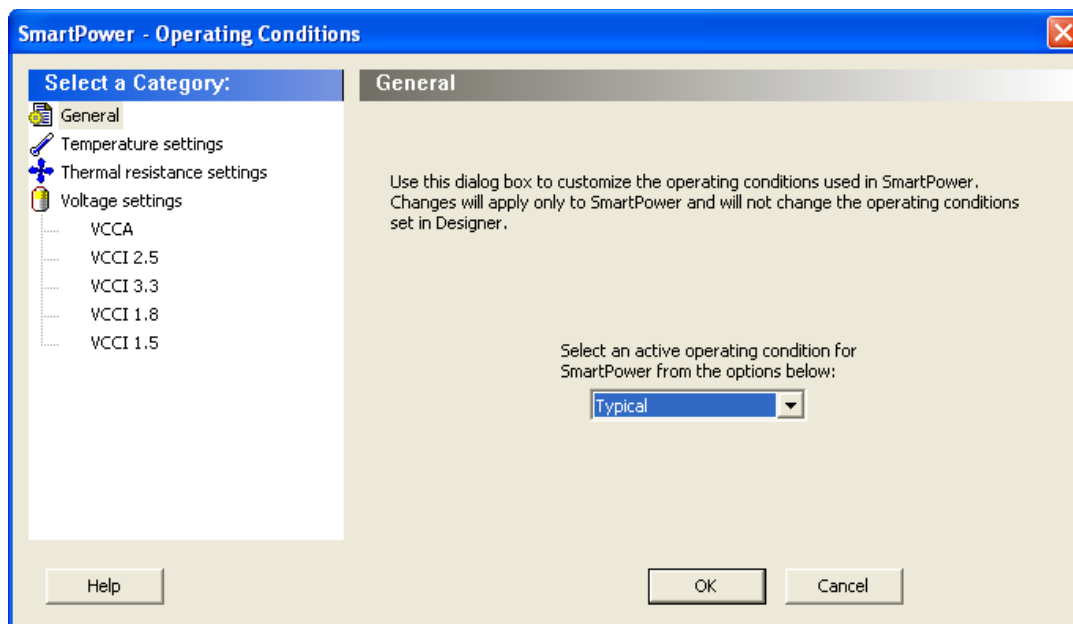 SmartPower - Operating Conditions
Select a Category:
General
Temperature settings
Thermal resistance settings
Voltage settings
VCCA
VCCI 2.5
VCCI 3.3
VCCI 1.8
VCCI 1.5
General
Use this dialog box to customize the operating conditions used in SmartPower.
Changes will apply only to SmartPower and will not change the operating conditions
set in Designer.
Select an active operating condition for
SmartPower from the options below:
Typical
Help
OK
Cancel